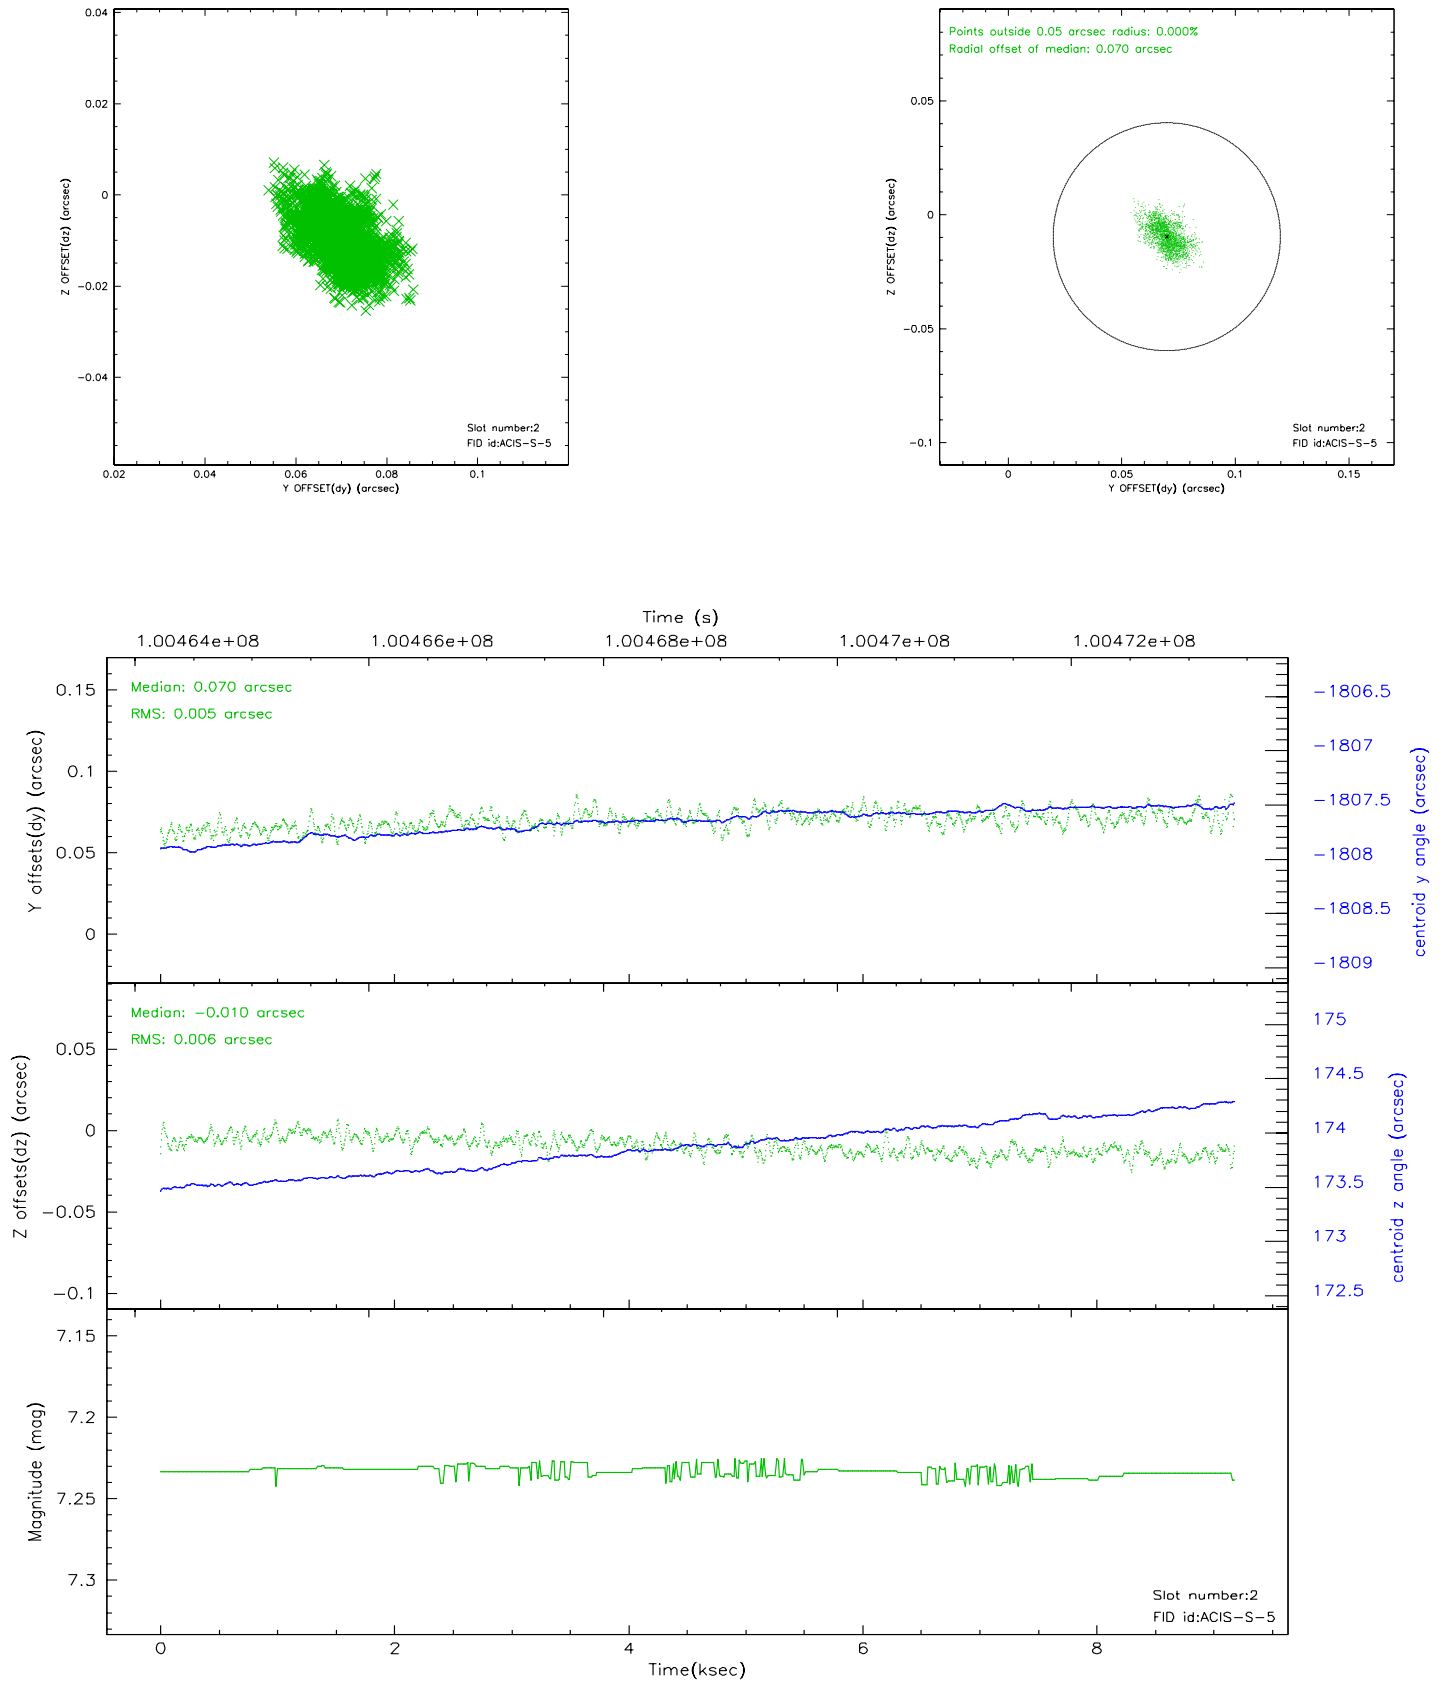 0.04
0.02
0
−0.02
−0.04
Z OFFSET(dz) (arcsec)
Slot number:2
FID id:ACIS−S−5
0.02 0.04 0.06 0.08 0.1
Y OFFSET(dy) (arcsec)
Points outside 0.05 arcsec radius: 0.000%
Radial offset of median: 0.070 arcsec
0.05
0
−0.05
−0.1
Z OFFSET(dz) (arcsec)
Slot number:2
FID id:ACIS−S−5
0 0.05 0.1 0.15
Y OFFSET(dy) (arcsec)
Time (s)
1.00464e+08 1.00466e+08 1.00468e+08 1.0047e+08 1.00472e+08
Median: 0.070 arcsec
RMS: 0.005 arcsec
0.15
0.1
0.05
0
Y offsets(dy) (arcsec)
−1806.5
−1807
−1807.5
−1808
−1808.5
−1809
centroid y angle (arcsec)
Median: −0.010 arcsec
RMS: 0.006 arcsec
0.05
0
−0.05
−0.1
Z offsets(dz) (arcsec)
175
174.5
174
173.5
173
172.5
centroid z angle (arcsec)
7.15
7.2
7.25
7.3
Magnitude (mag)
Slot number:2
FID id:ACIS−S−5
0 2 4 6 8
Time(ksec)